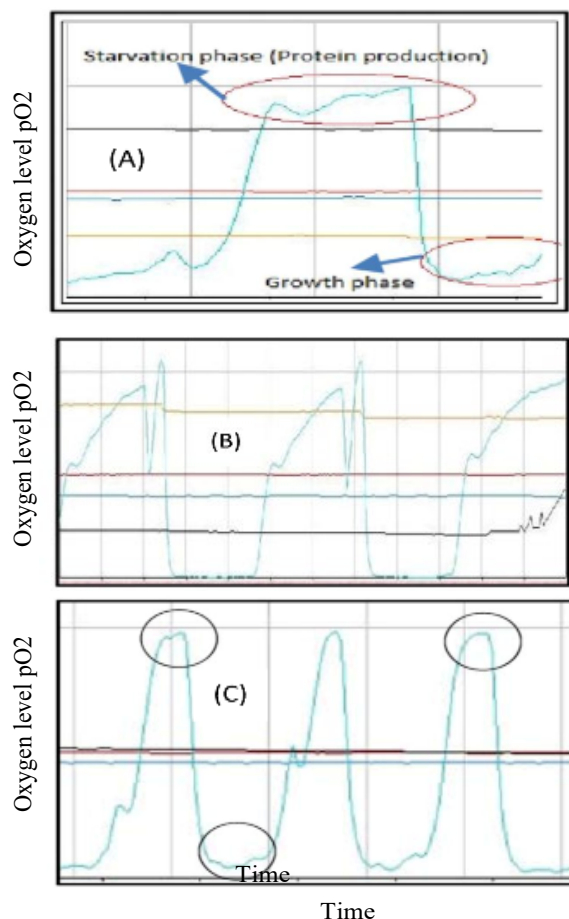 Starvation phase (Protein production)
Oxygen level pO2
(A)
Growth phase
Oxygen level pO2
(B)
Oxygen level pO2
(C)
Time
Time